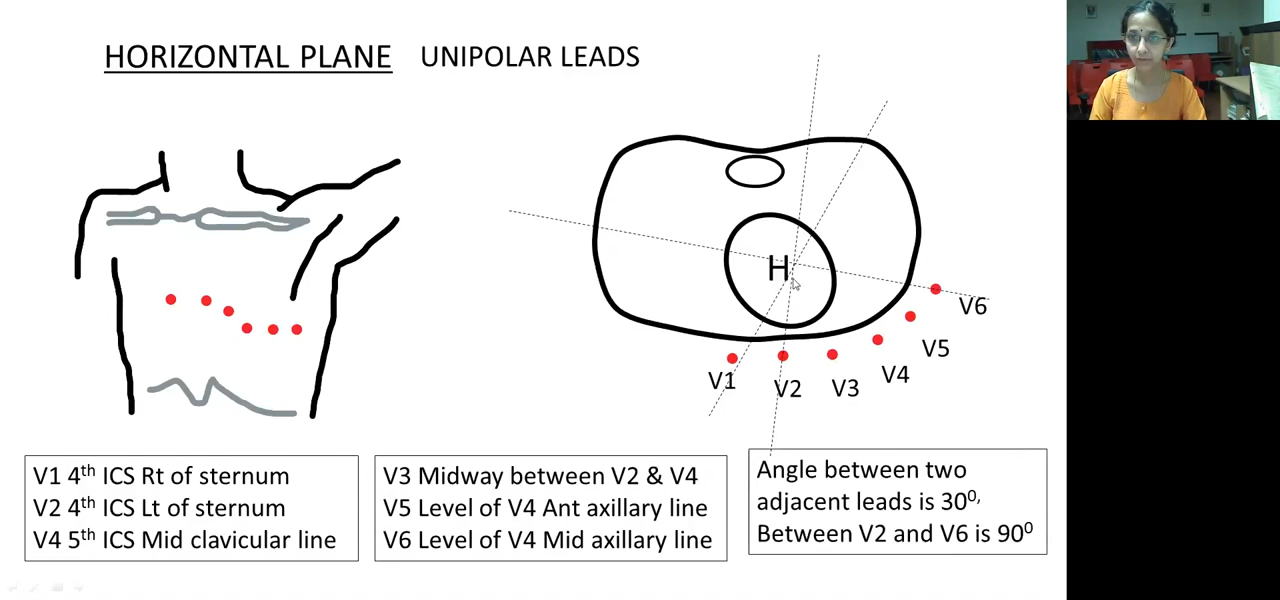 HORIZONTAL PLANE UNIPOLAR LEADS
H
V6
V5
V4
V1
V2
V3
V1 4th ICS Rt of sternum
V2 4th ICS Lt of sternum
V4 5th ICS Mid clavicular line
V3 Midway between V2 & V4
V5 Level of V4 Ant axillary line
V6 Level of V4 Mid axillary line
Angle between two
adjacent leads is 30⁰,
Between V2 and V6 is 90⁰